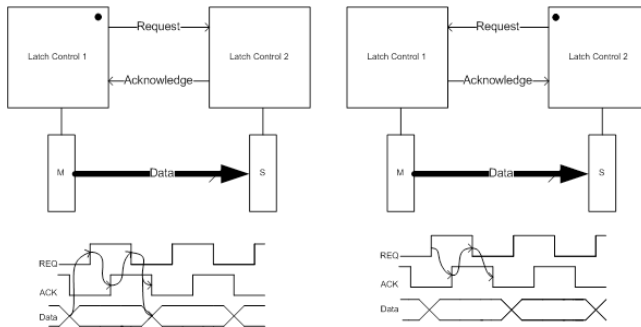 Request
Latch Control 1
Latch Control 2
Acknowledge
M
Data
S
REQ
ACK
Data
Request
Latch Control 1
Latch Control 2
Acknowledge
M
Data
S
REQ
ACK
Data